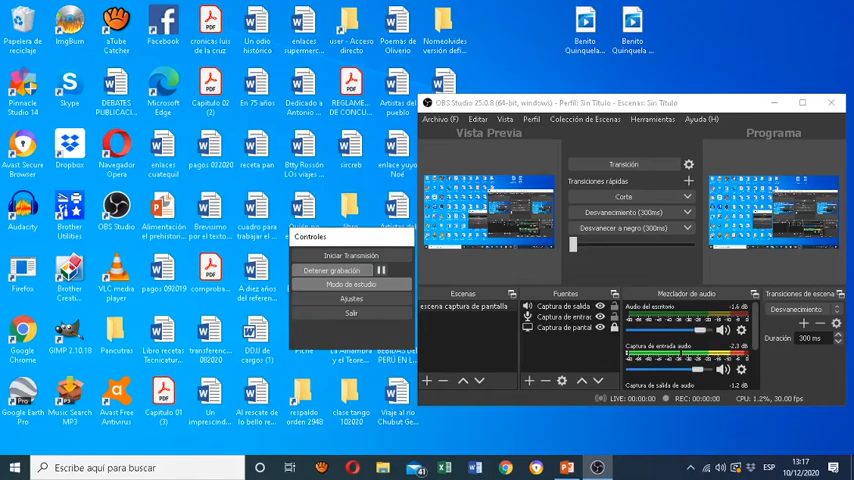 Papelera de reciclaje
ImgBurn
aTube Catcher
Facebook
cronicas luis de la cruz
Un odio histórico
enlaces supermerc...
user - Acceso directo
Poemas de Oliverio
Nomeolvides versión defi...
Benito Quinquela...
Benito Quinquela ...
Pinnacle Studio 14
Skype
DEBATES PUBLICACI...
Microsoft Edge
Capitulo 02 (2)
En 75 años
Dedicado a Antonio ...
REGLAME... DE CONCU...
Artistas del pueblo
Avast Secure Browser
Dropbox
Navegador Opera
enlaces cuatequil
pagos 022020
receta pan
Btty Rossón LOs viajes ...
sircreb
enlace yuyo Noé
Audacity
Brother Utilities
OBS Studio
Alimentación el prehistori...
Brevisimo por el texto...
cuadro para trabajar el ...
Artistas del
Firefox
Brother Creati...
VLC media player
pagos 092019
comproba...
A diez años del referen...
Google Chrome
GIMP 2.10.18
Pancutras
Libro recetas Tecnicatur...
transferenc... 002020
DDJJ de cargos (1)
Piche
Google Earth Pro
Music Search MP3
Avast Free Antivirus
Capitulo 01 (3)
Un imprescind...
Al rescate de lo bello re...
respaldo orden 2948
clase tango 102020
Viaje al rio Chubut Ge...
Controles
Iniciar Transmisión
Detener grabación
Modo de estudio
Ajustes
Salir
OBS Studio 25.0.8 (64-bit, windows) - Perfil: Sin Título - Escenas: Sin Título
Archivo (F) Editar Vista Perfil Colección de Escenas Herramientas Ayuda (H)
Vista Previa
Programa
Transición
Transiciones rápidas
Corte
Desvanecimiento (300ms)
Desvanecer a negro (300ms)
Escenas
Fuentes
Mezclador de audio
Transiciones de escena
escena captura de pantalla
Captura de salida
Captura de entrac
Captura de pantal
Audio del escritorio -1.6 dB
Captura de entrada audio -2.3 dB
Captura de salida de audio -1.2 dB
Desvanecimiento
Duración 300 ms
LIVE: 00:00:00 REC: 00:00:00 CPU: 1.2%, 30.00 fps
Escribe aquí para buscar
41
ESP
13:17
10/12/2020